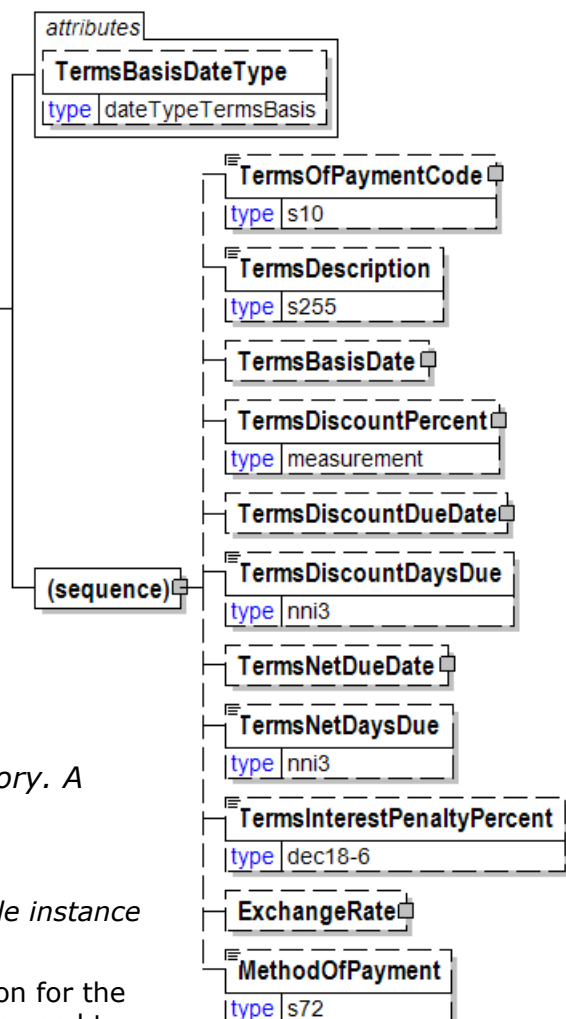 attributes
TermsBasisDateType
type dateTypeTermsBasis
TermsOfPaymentCode
type s10
TermsDescription
type s255
TermsBasisDate
TermsDiscountPercent
type measurement
TermsDiscountDueDate
(sequence)
TermsDiscountDaysDue
type nni3
TermsNetDueDate
TermsNetDaysDue
type nni3
ory. A
TermsInterestPenaltyPercent
type dec18-6
le instance
ExchangeRate
on for the
MethodOfPayment
type s72